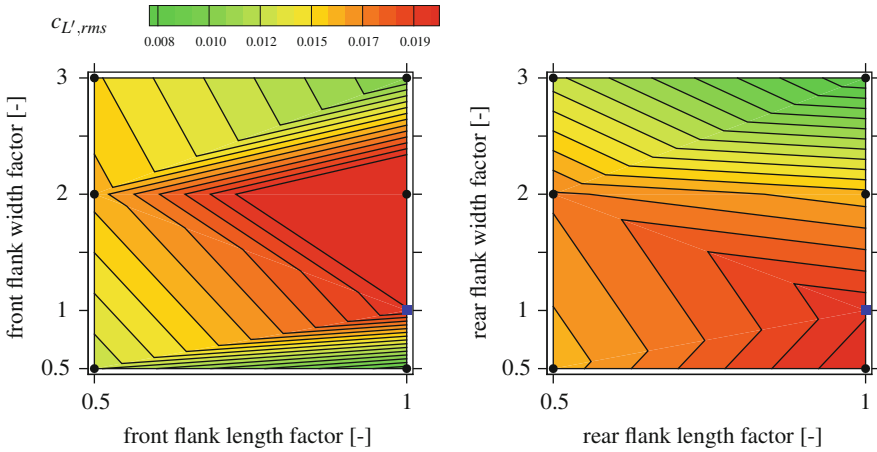 c_{L',rms}
0.008 0.010 0.012 0.015 0.017 0.019
front flank width factor [-]
3
2
1
0.5
0.5 1
front flank length factor [-]
rear flank width factor [-]
3
2
1
0.5
0.5 1
rear flank length factor [-]